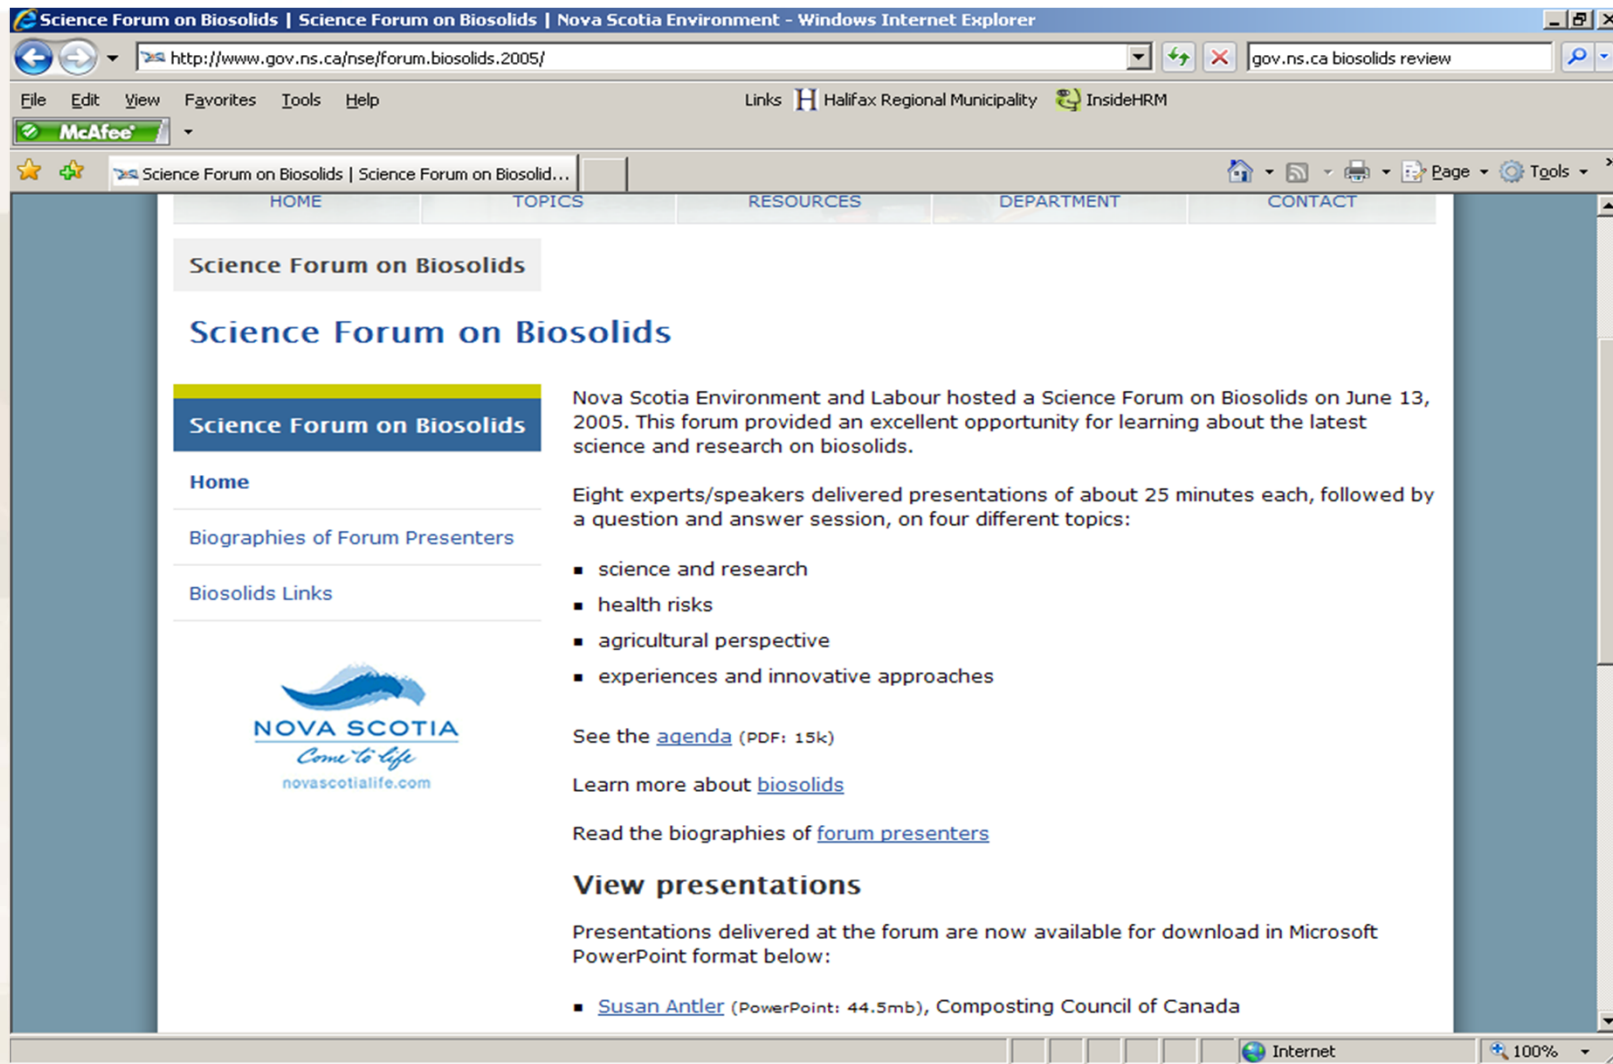 Science Forum on Biosolids | Science Forum on Biosolids | Nova Scotia Environment - Windows Internet Explorer
http://www.gov.ns.ca/nse/forum.biosolids.2005/
gov.ns.ca biosolids review
File Edit View Favorites Tools Help
Links Halifax Regional Municipality InsideHRM
McAfee
Science Forum on Biosolids | Science Forum on Biosolid...
Page Tools
HOME TOPICS RESOURCES DEPARTMENT CONTACT
Science Forum on Biosolids
Science Forum on Biosolids
Science Forum on Biosolids
Home
Biographies of Forum Presenters
Biosolids Links
NOVA SCOTIA
Come to life
novascotialife.com
Nova Scotia Environment and Labour hosted a Science Forum on Biosolids on June 13,
2005. This forum provided an excellent opportunity for learning about the latest
science and research on biosolids.
Eight experts/speakers delivered presentations of about 25 minutes each, followed by
a question and answer session, on four different topics:
science and research
health risks
agricultural perspective
experiences and innovative approaches
See the agenda (PDF: 15k)
Learn more about biosolids
Read the biographies of forum presenters
View presentations
Presentations delivered at the forum are now available for download in Microsoft
PowerPoint format below:
Susan Antler (PowerPoint: 44.5mb), Composting Council of Canada
Internet
100%